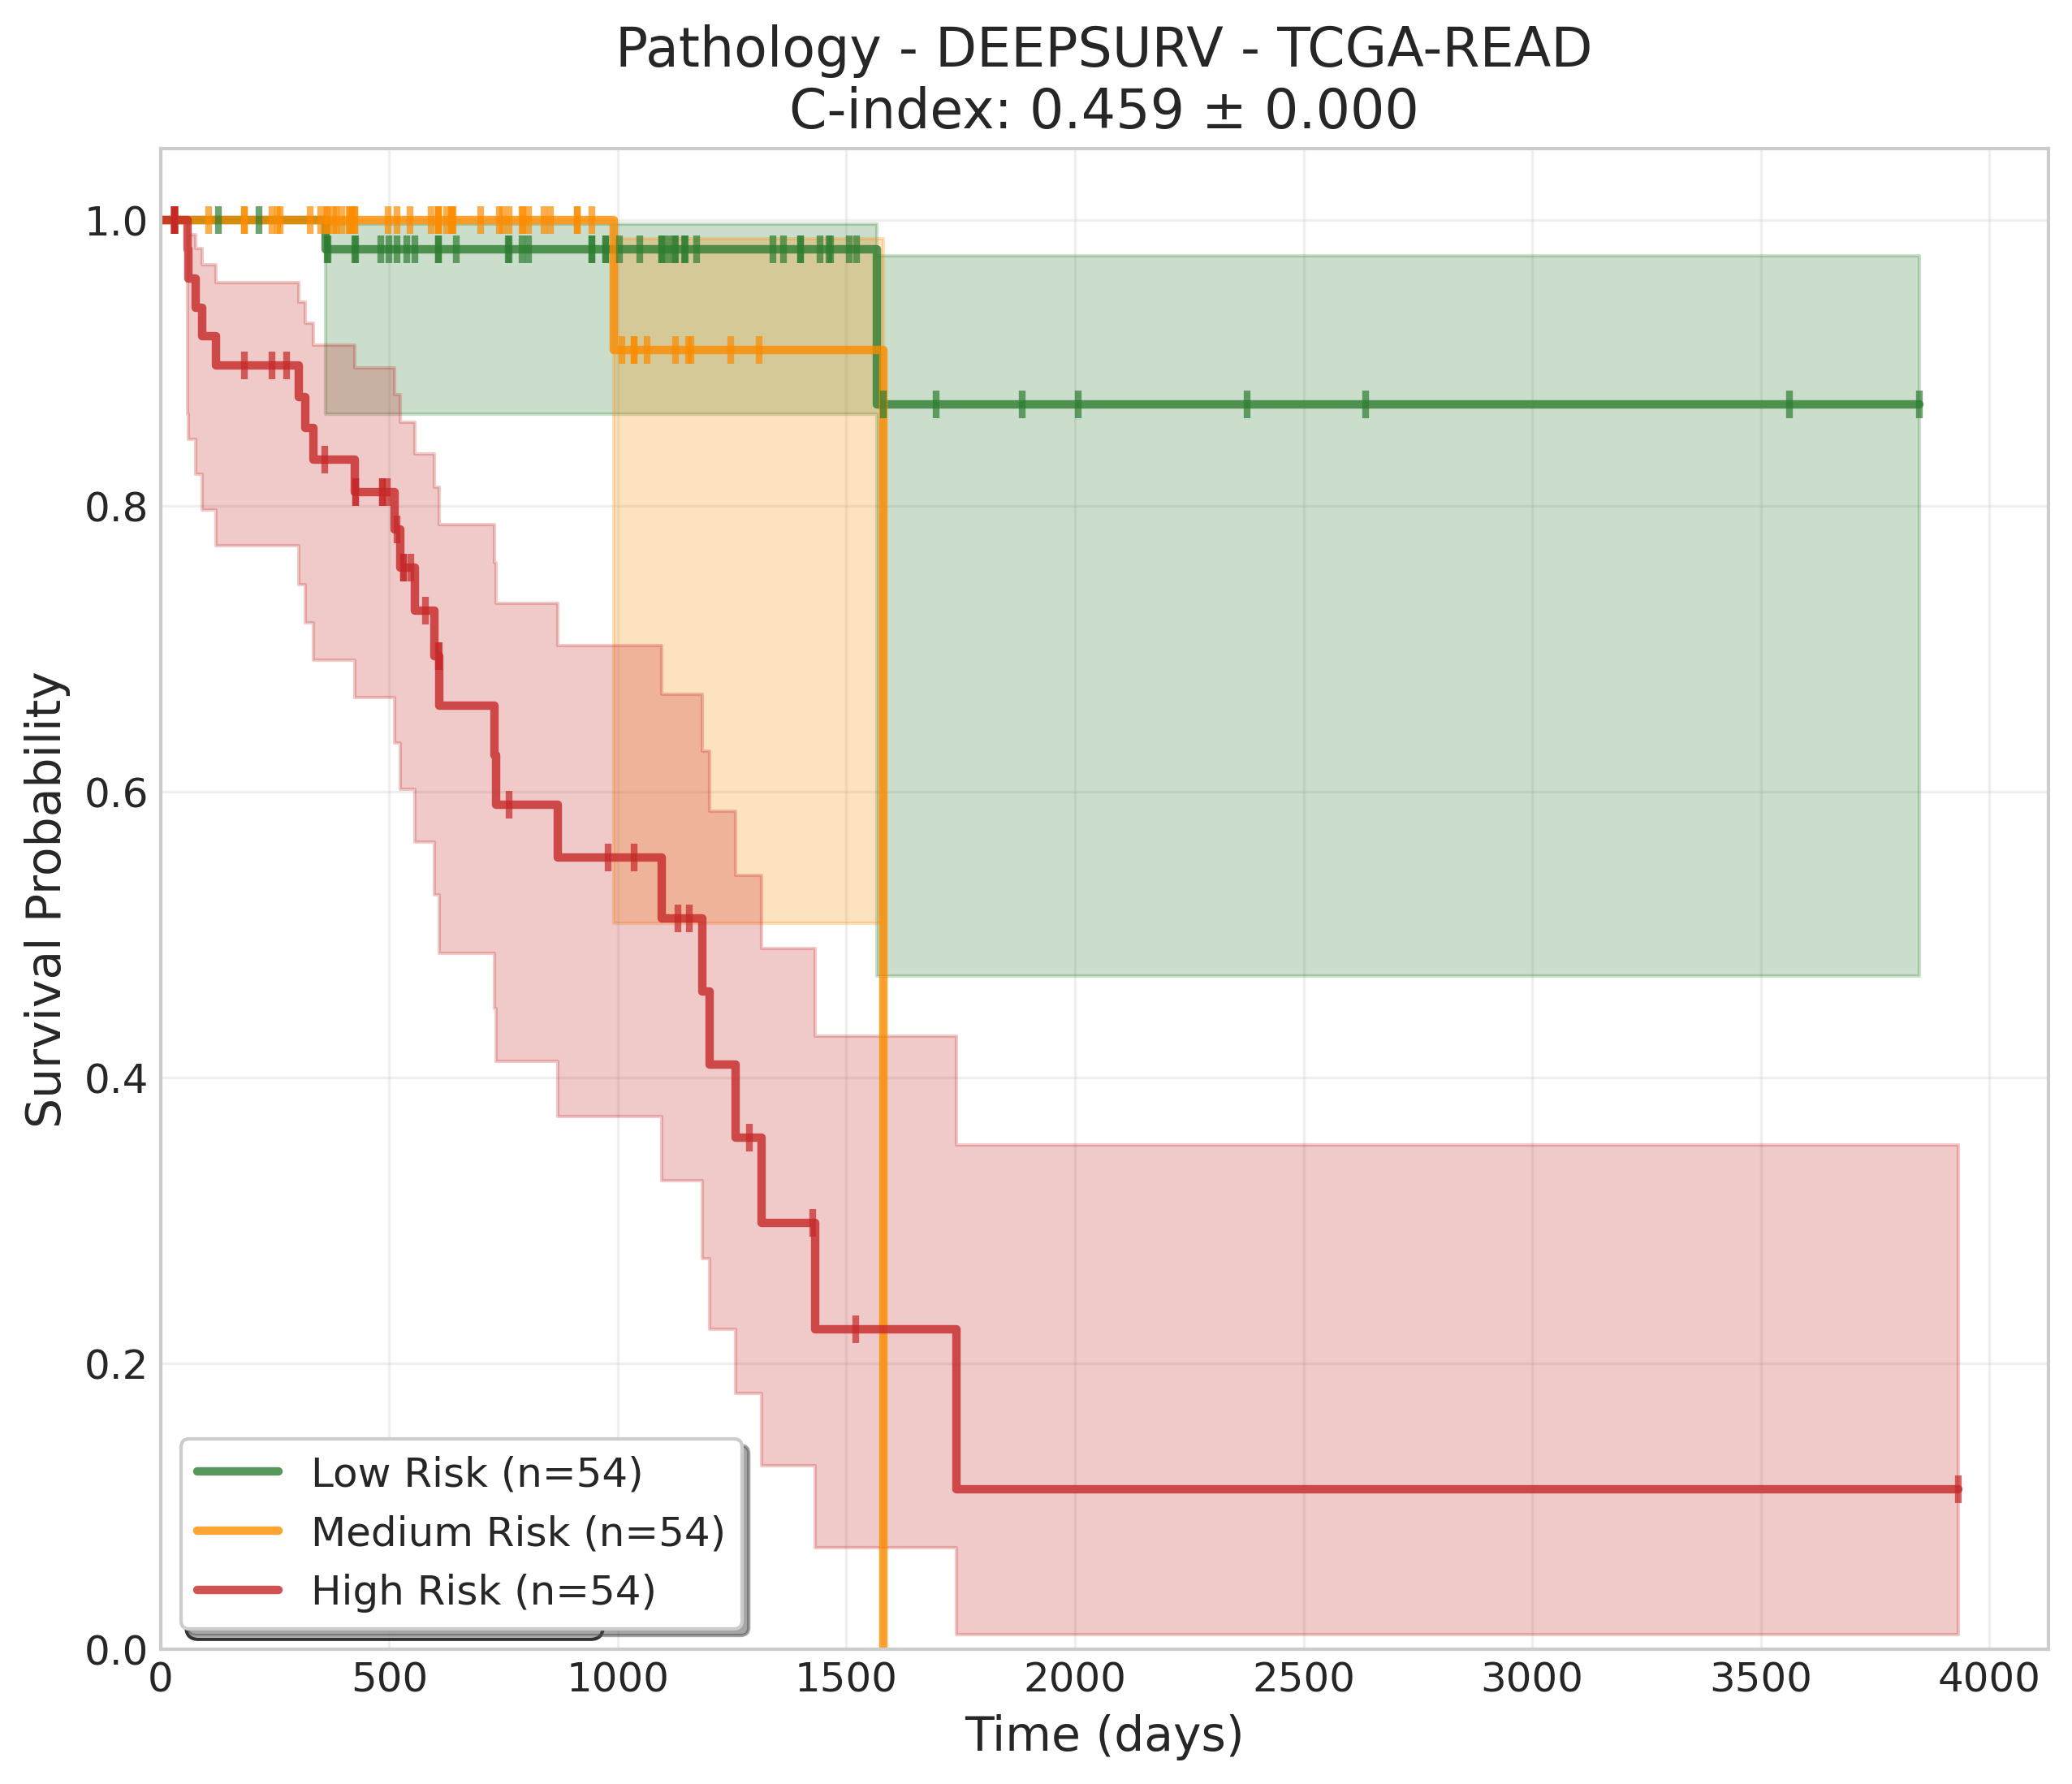 Pathology - DEEPSURV - TCGA-READ
C-index: 0.459 ± 0.000
Survival Probability
1.0
0.8
0.6
0.4
0.2
0.0
Low Risk (n=54)
Medium Risk (n=54)
High Risk (n=54)
0 500 1000 1500 2000 2500 3000 3500 4000
Time (days)